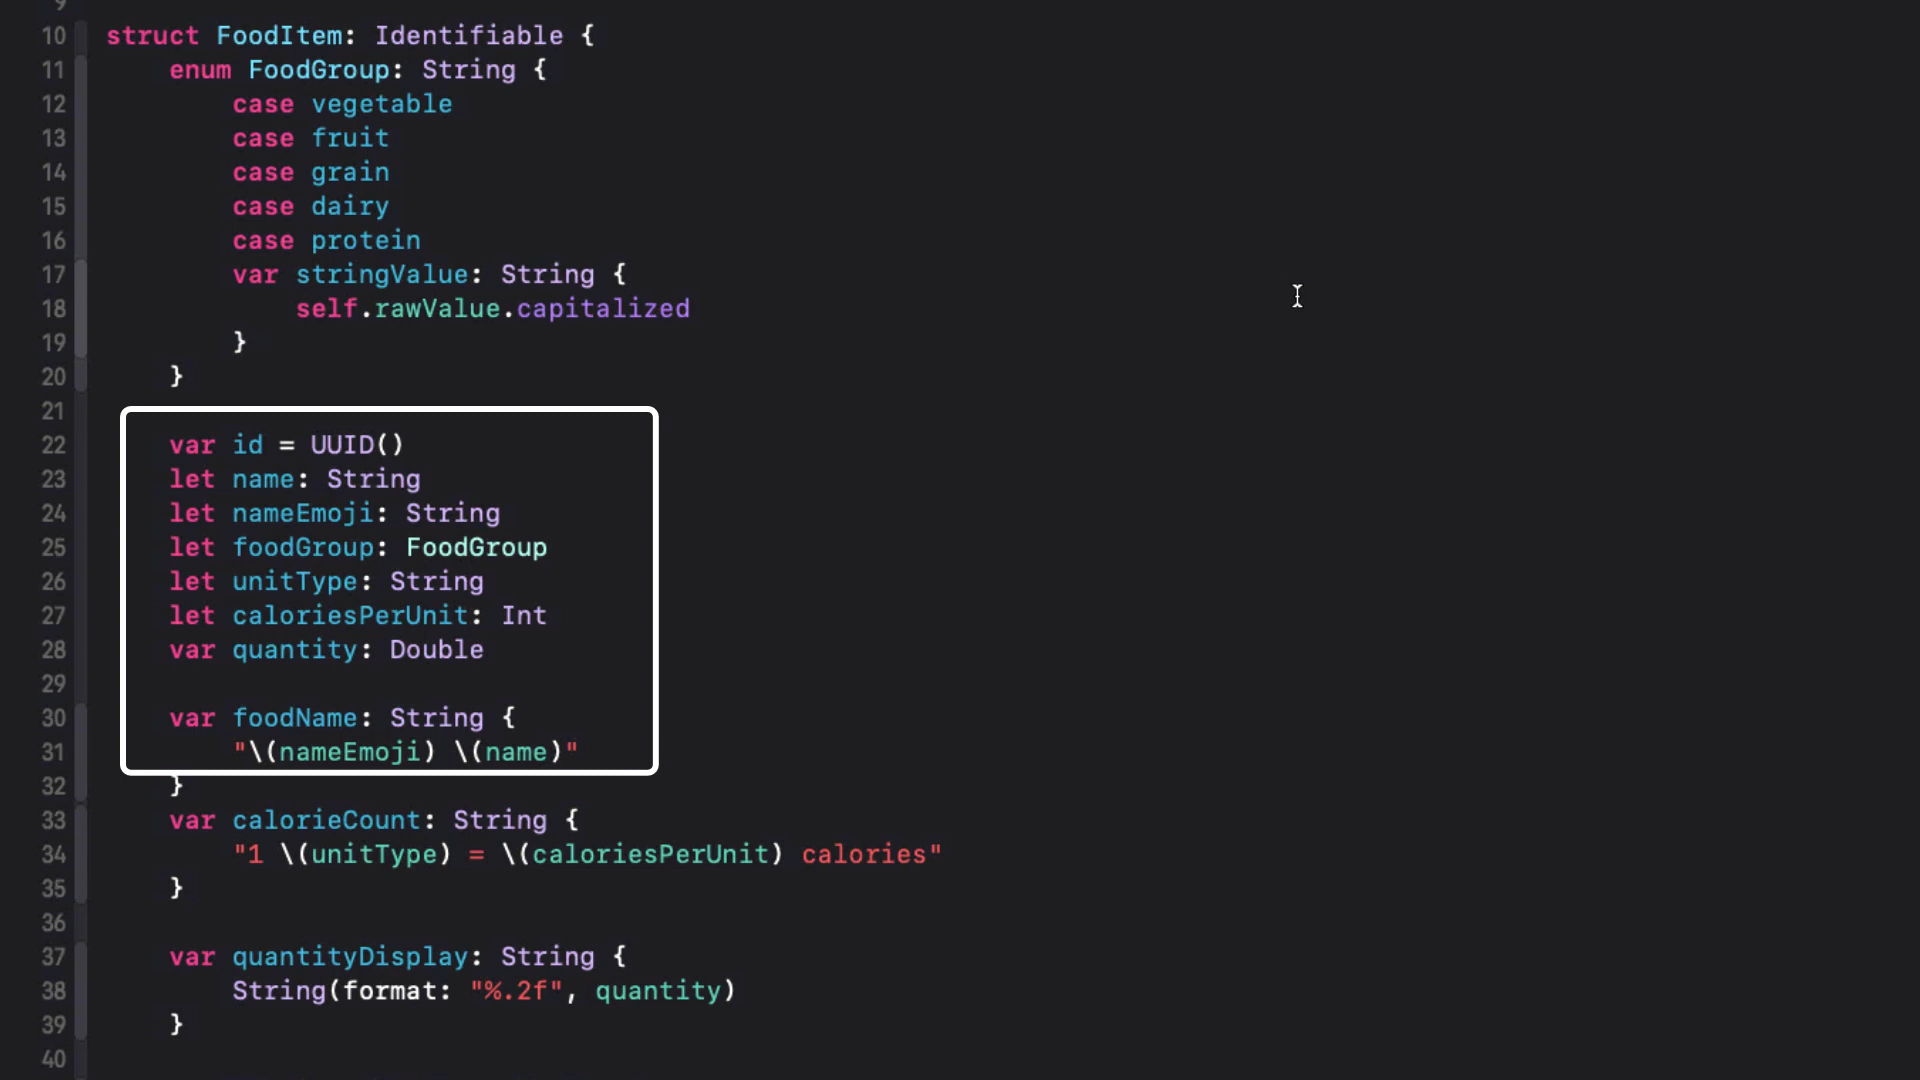 9
10 struct FoodItem: Identifiable {
11 enum FoodGroup: String {
12 case vegetable
13 case fruit
14 case grain
15 case dairy
16 case protein
17 var stringValue: String {
18 self.rawValue.capitalized
19 }
20 }
21
22 var id = UUID()
23 let name: String
24 let nameEmoji: String
25 let foodGroup: FoodGroup
26 let unitType: String
27 let caloriesPerUnit: Int
28 var quantity: Double
29
30 var foodName: String {
31 "\(nameEmoji) \(name)"
32 }
33 var calorieCount: String {
34 "1 \(unitType) = \(caloriesPerUnit) calories"
35 }
36
37 var quantityDisplay: String {
38 String(format: "%.2f", quantity)
39 }
40